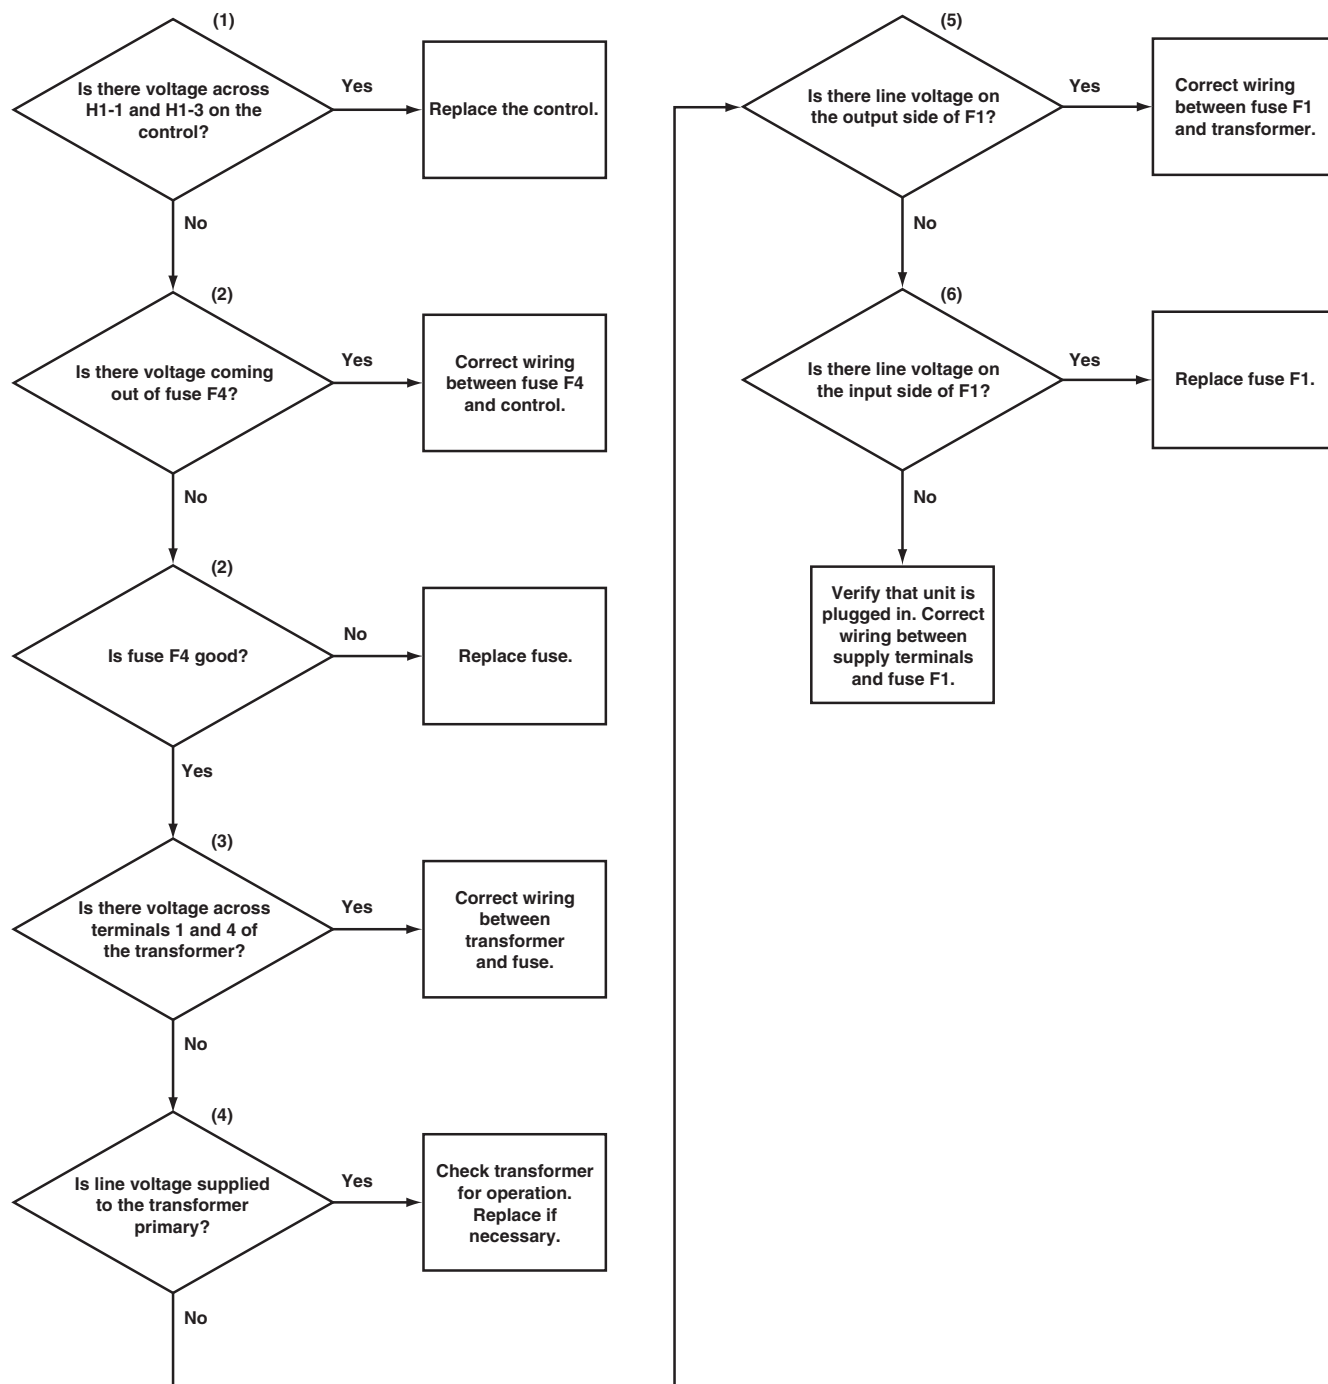 (1)
Is there voltage across
H1-1 and H1-3 on the
control?
Yes
Replace the control.
No
(2)
Is there voltage coming
out of fuse F4?
Yes
Correct wiring
between fuse F4
and control.
No
(2)
Is fuse F4 good?
No
Replace fuse.
Yes
(3)
Is there voltage across
terminals 1 and 4 of
the transformer?
Yes
Correct wiring
between
transformer
and fuse.
No
(4)
Is line voltage supplied
to the transformer
primary?
Yes
Check transformer
for operation.
Replace if
necessary.
No
(5)
Is there line voltage on
the output side of F1?
Yes
Correct wiring
between fuse F1
and transformer.
No
(6)
Is there line voltage on
the input side of F1?
Yes
Replace fuse F1.
No
Verify that unit is
plugged in. Correct
wiring between
supply terminals
and fuse F1.